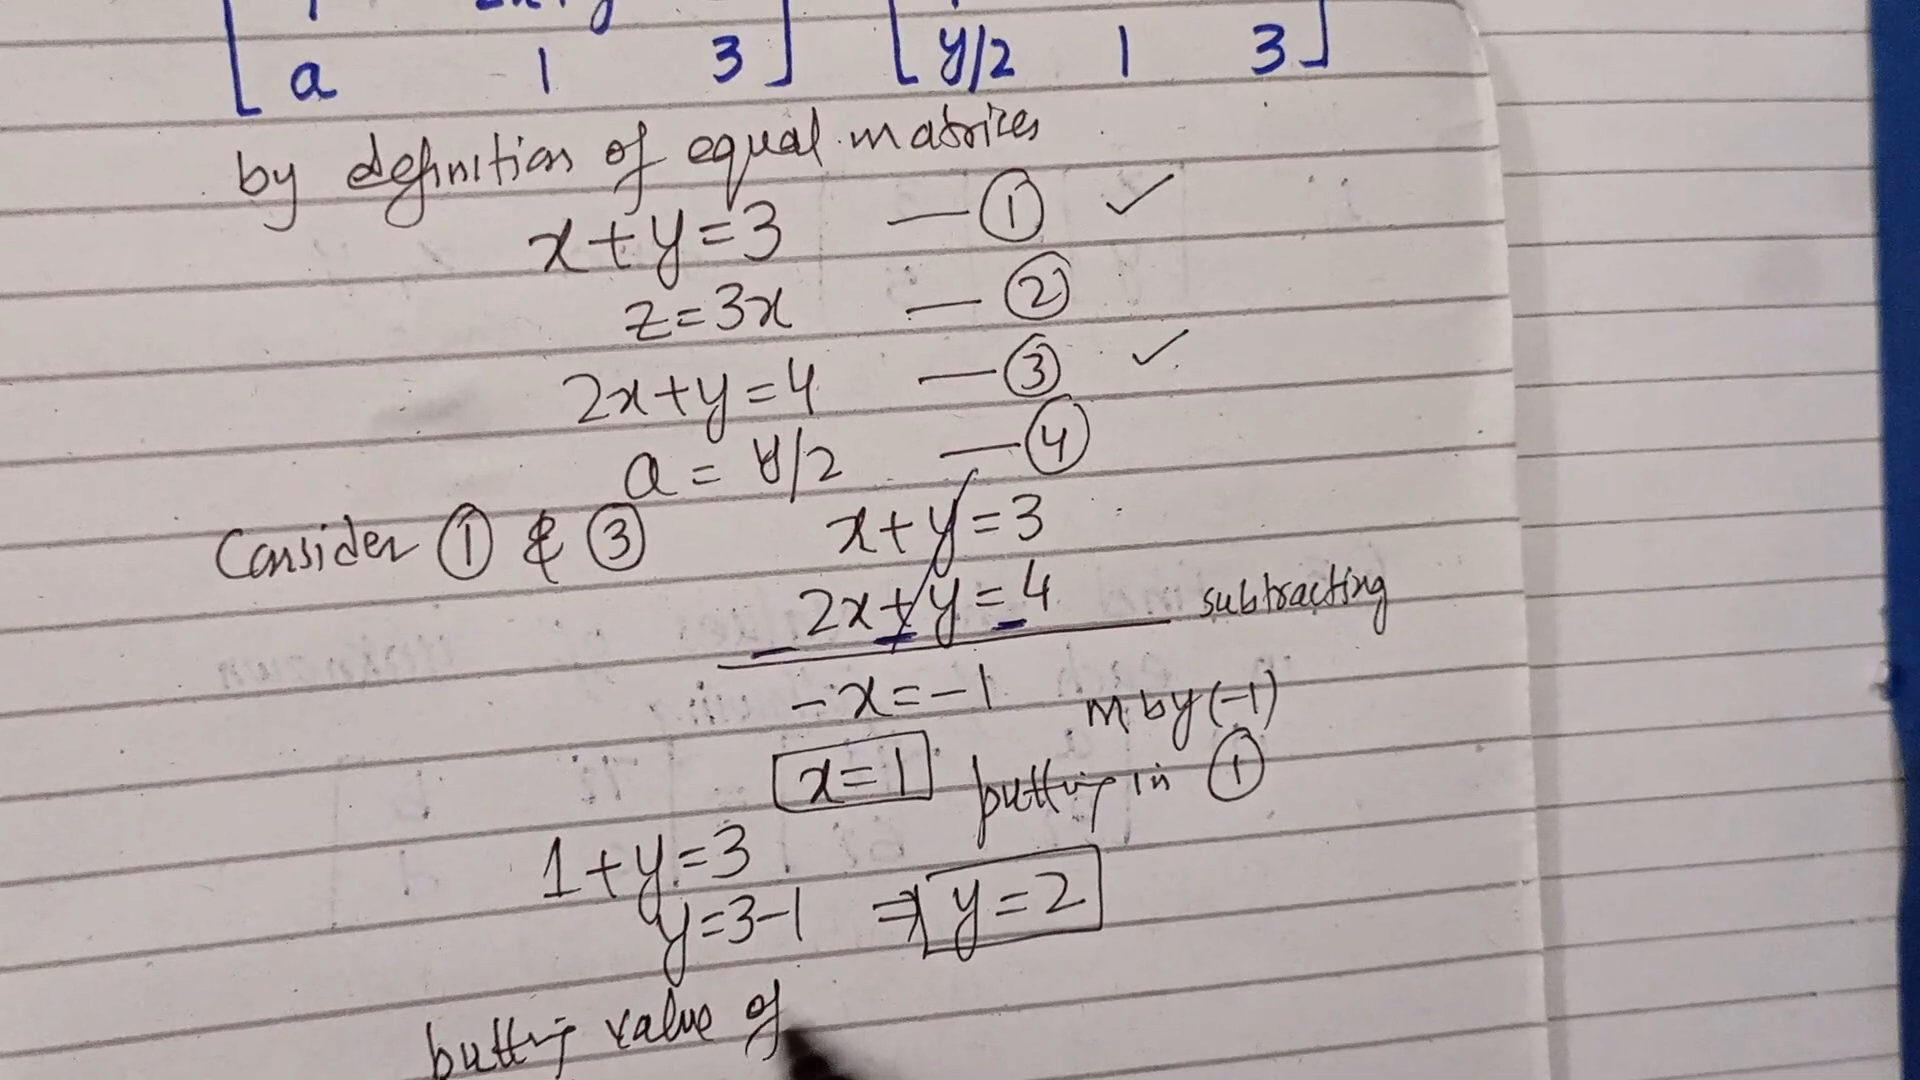 a 1 3 ] [ y/2 1 3 ]
by definition of equal matrices
x+y=3 — ① ✓
z=3x — ②
2x+y=4 — ③ ✓
a = y/2 — ④
Consider ① & ③ x+y=3
2x+y=4 subtracting
-x=-1 M by (-1)
x=1 putting in ①
1+y=3
y=3-1 ⇒ y=2
putting value of